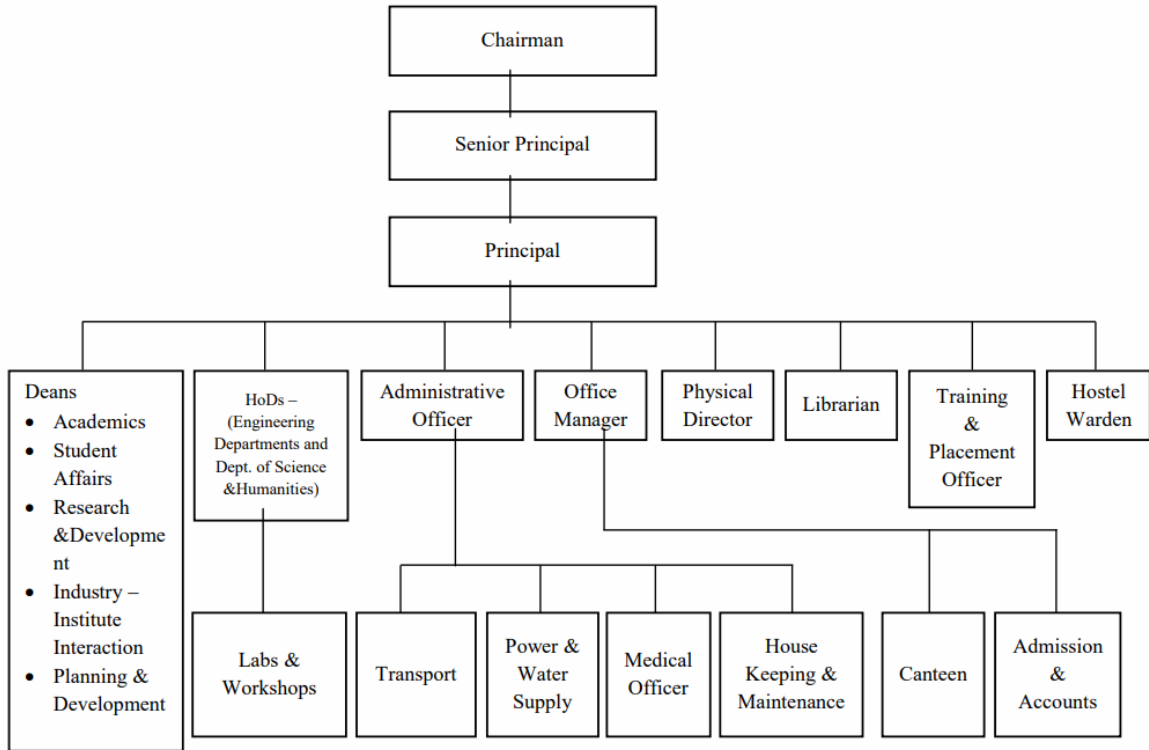 Chairman
Senior Principal
Principal
Deans
• Academics
• Student
Affairs
• Research
&Developme
nt
• Industry –
Institute
Interaction
• Planning &
Development
HoDs –
(Engineering
Departments and
Dept. of Science
&Humanities)
Administrative
Officer
Office
Manager
Physical
Director
Librarian
Training
&
Placement
Officer
Hostel
Warden
Labs &
Workshops
Transport
Power &
Water
Supply
Medical
Officer
House
Keeping &
Maintenance
Canteen
Admission
&
Accounts